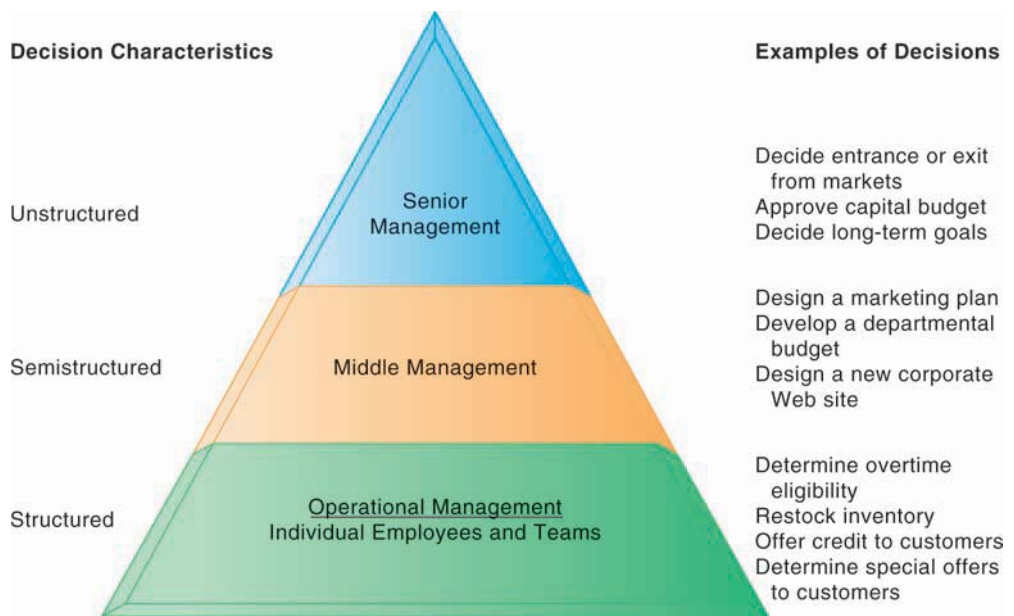 Decision Characteristics
Examples of Decisions
Unstructured
Senior
Management
Decide entrance or exit
from markets
Approve capital budget
Decide long-term goals
Semistructured
Middle Management
Design a marketing plan
Develop a departmental
budget
Design a new corporate
Web site
Structured
Operational Management
Individual Employees and Teams
Determine overtime
eligibility
Restock inventory
Offer credit to customers
Determine special offers
to customers